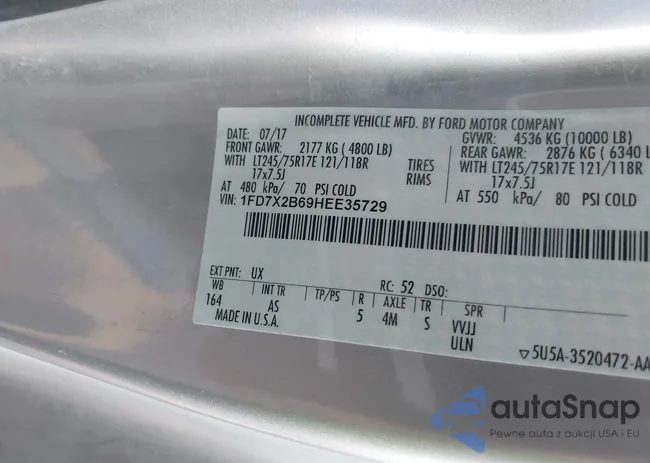 INCOMPLETE VEHICLE MFD. BY FORD MOTOR COMPANY
DATE: 07/17 GVWR: 4536 KG (10000 LB)
FRONT GAWR: 2177 KG ( 4800 LB) REAR GAWR: 2876 KG ( 6340 L
WITH LT245/75R17E 121/118R TIRES WITH LT245/75R17E 121/118R
17x7.5J RIMS 17x7.5J
AT 480 kPa/ 70 PSI COLD AT 550 kPa/ 80 PSI COLD
VIN: 1FD7X2B69HEE35729
EXT PNT: UX RC: 52 DSO:
WB INT TR TP/PS R AXLE TR SPR
164 AS 5 4M S VVJJ
MADE IN U.S.A. ULN ▽5U5A-3520472-AA
autaSnap
Pewne auta z aukcji USA i EU